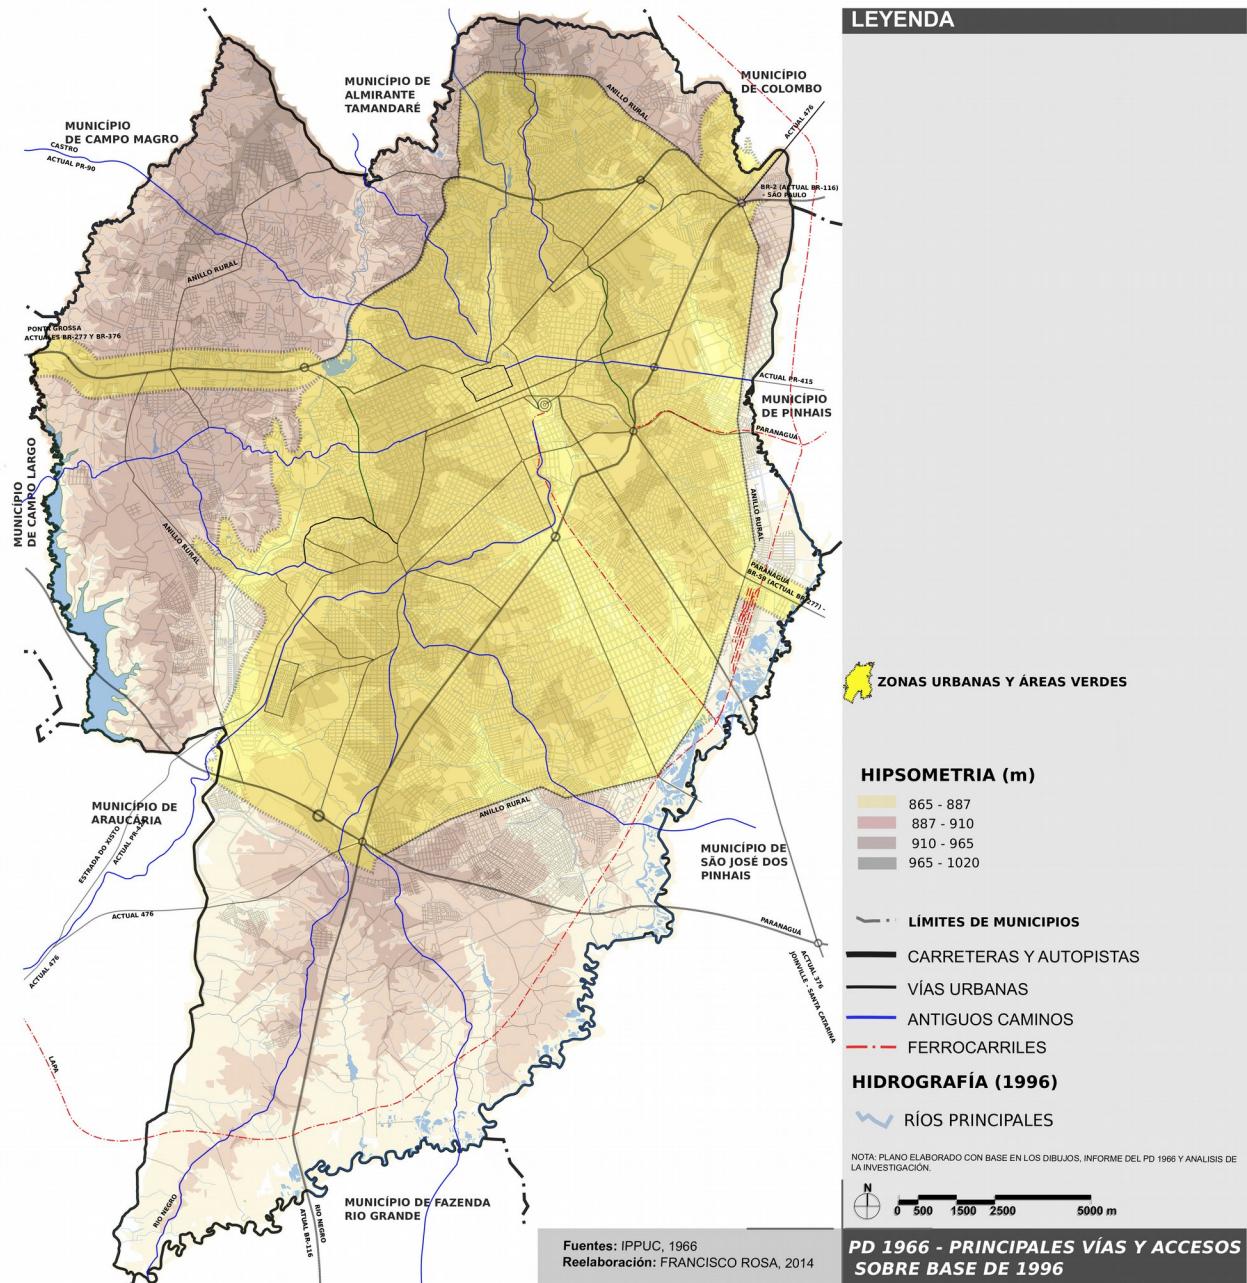 LEYENDA
MUNICÍPIO
DE COLOMBO
MUNICÍPIO DE
ALMIRANTE
TAMANDARÉ
ANILLO RURAL
ACTUAL 476
MUNICÍPIO
DE CAMPO MAGRO
CASTRO
ACTUAL PR-90
BR-2 (ACTUAL BR-116)
- SÃO PAULO
ANILLO RURAL
PONTA GROSSA
ACTUALES BR-277 Y BR-376
ACTUAL PR-415
MUNICÍPIO
DE PINHAIS
PARANAGUÁ
MUNICÍPIO
DE CAMPO LARGO
ANILLO RURAL
ANILLO RURAL
PARANAGUÁ
BR-59 (ACTUAL BR-277) -
ZONAS URBANAS Y ÁREAS VERDES
HIPSOMETRIA (m)
865 - 887
887 - 910
910 - 965
965 - 1020
MUNICÍPIO DE
ARAUCÁRIA
ANILLO RURAL
ESTRADA DO XISTO
MUNICÍPIO DE
SÃO JOSÉ DOS
PINHAIS
ACTUAL 476
PARANAGUÁ
LÍMITES DE MUNICIPIOS
CARRETERAS Y AUTOPISTAS
VÍAS URBANAS
ANTIGUOS CAMINOS
FERROCARRILES
ACTUAL 476
ACTUAL 376
JOINVILLE - SANTA CATARINA
LAPA
HIDROGRAFÍA (1996)
RÍOS PRINCIPALES
NOTA: PLANO ELABORADO CON BASE EN LOS DIBUJOS, INFORME DEL PD 1966 Y ANALISIS DE
LA INVESTIGACIÓN.
N
0 500 1500 2500 5000 m
RIO NEGRO
RIO NEGRO
ATUAL BR-116
MUNICÍPIO DE FAZENDA
RIO GRANDE
Fuentes: IPPUC, 1966
Reelaboración: FRANCISCO ROSA, 2014
PD 1966 - PRINCIPALES VÍAS Y ACCESOS
SOBRE BASE DE 1996